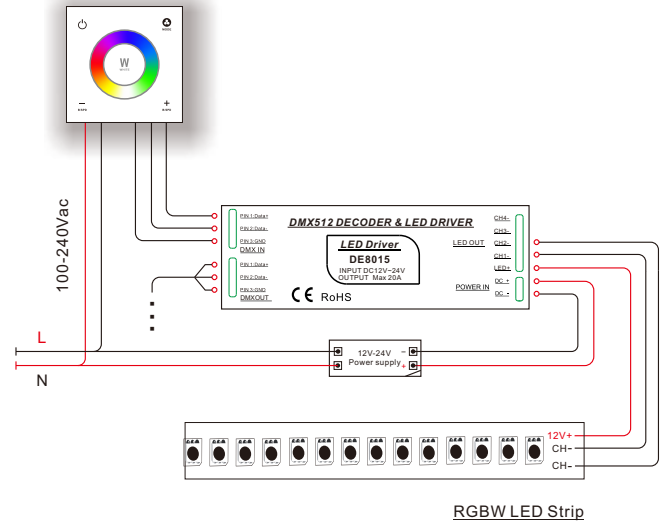 MODE
W
100-240Vac
L
N
PIN 1:Data+
PIN 2:Data-
PIN 3:GND
DMX IN
PIN 1:Data+
PIN 2:Data-
PIN 3:GND
DMXOUT
DMX512 DECODER & LED DRIVER
LED Driver
DE8015
INPUT DC12V~24V
OUTPUT Max 20A
CE RoHS
LED OUT
CH4-
CH3-
CH2-
CH1-
LED+
POWER IN
DC +
DC -
12V-24V
Power supply
-
+
12V+
CH-
CH-
RGBW LED Strip